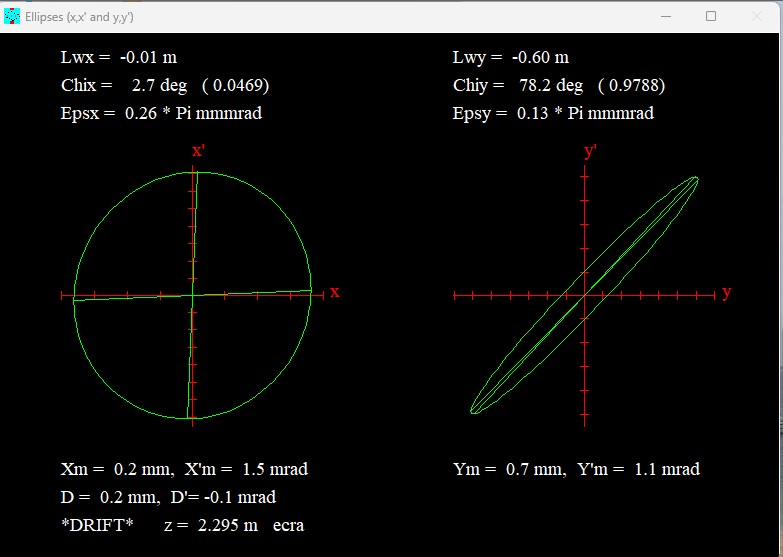 Ellipses (x,x' and y,y')
Lwx = -0.01 m
Chix = 2.7 deg ( 0.0469)
Epsx = 0.26 * Pi mmmrad
Lwy = -0.60 m
Chiy = 78.2 deg ( 0.9788)
Epsy = 0.13 * Pi mmmrad
x'
x
y'
y
Xm = 0.2 mm, X'm = 1.5 mrad
D = 0.2 mm, D'= -0.1 mrad
*DRIFT* z = 2.295 m ecra
Ym = 0.7 mm, Y'm = 1.1 mrad